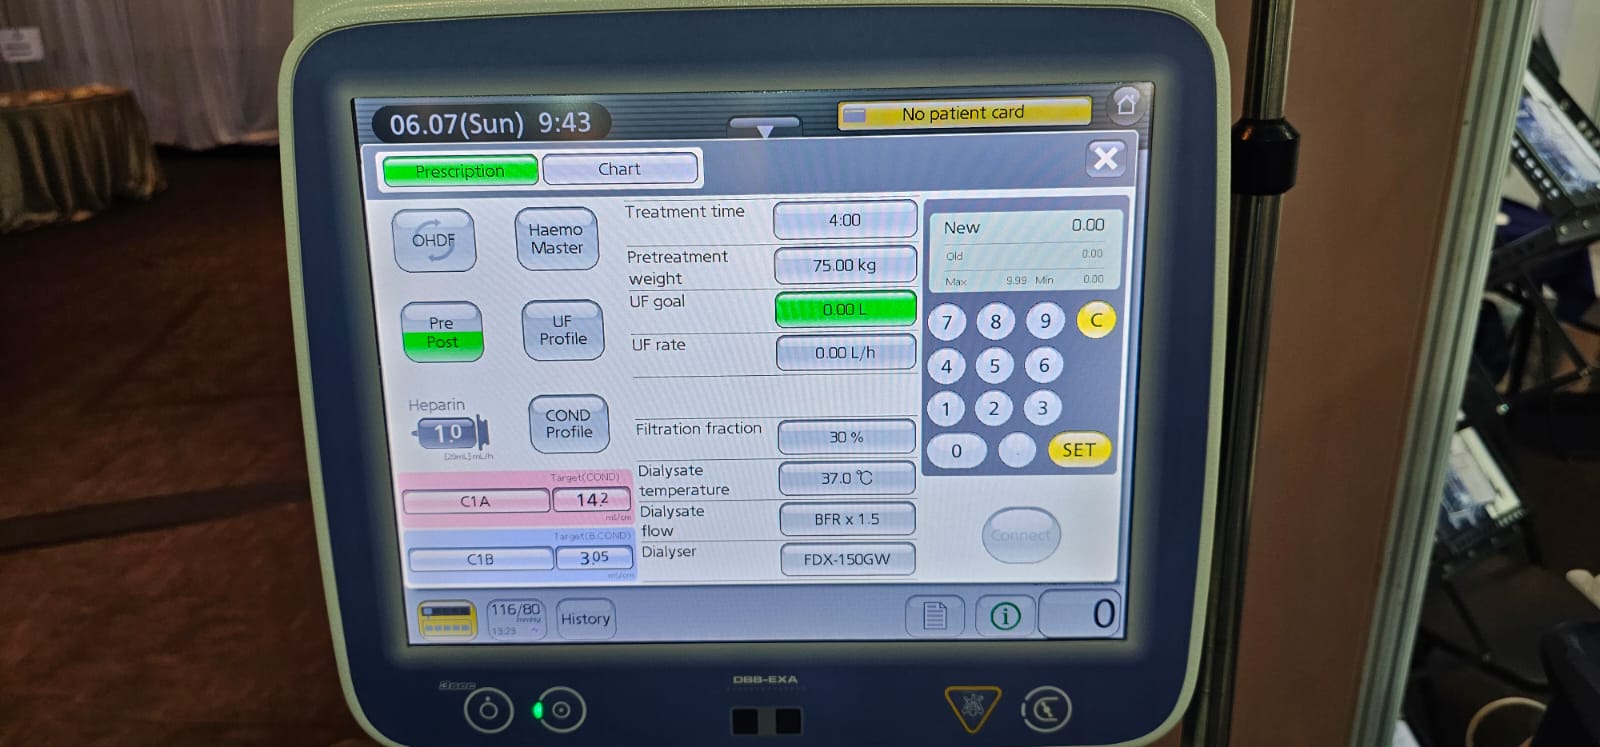 06.07(Sun) 9:43
No patient card
Prescription
Chart
OHDF
Haemo
Master
Pre
Post
UF
Profile
Heparin
1.0
[20mL] mL/h
COND
Profile
Target(COND)
C1A
14.2
mS/cm
Target(B.COND)
C1B
3.05
mS/cm
Treatment time
4:00
Pretreatment
weight
75.00 kg
UF goal
0.00 L
UF rate
0.00 L/h
Filtration fraction
30 %
Dialysate
temperature
37.0 ℃
Dialysate
flow
BFR x 1.5
Dialyser
FDX-150GW
New 0.00
Old 0.00
Max 9.99 Min 0.00
7 8 9 C
4 5 6
1 2 3
0 . SET
Connect
116/80
mmHg
13:23
History
0
DBB-EXA